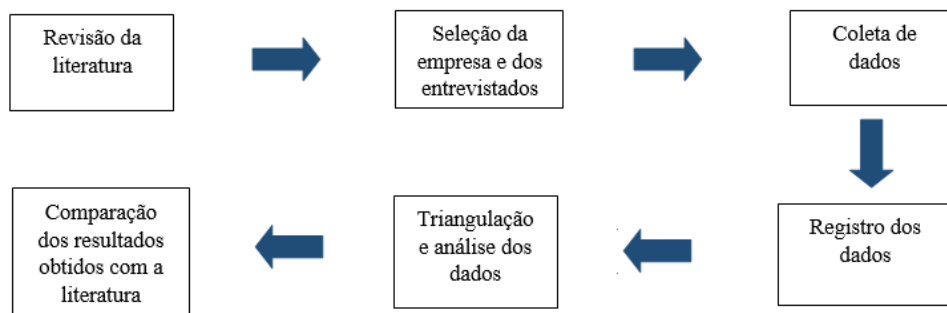 Revisão da
literatura
Seleção da
empresa e dos
entrevistados
Coleta de
dados
Registro dos
dados
Triangulação
e análise dos
dados
Comparação
dos resultados
obtidos com a
literatura